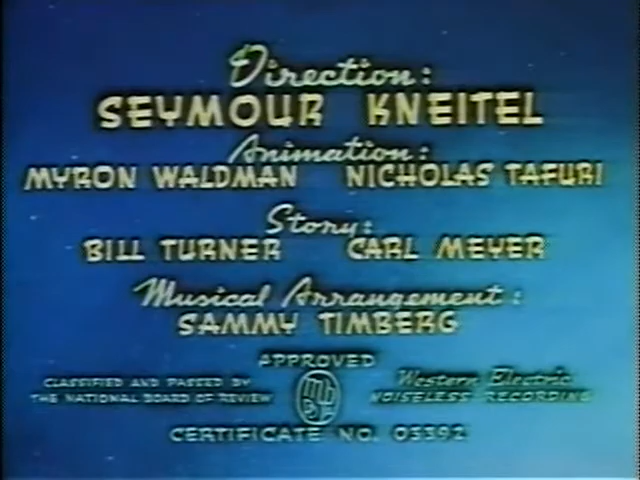 Direction:
SEYMOUR KNEITEL
Animation:
MYRON WALDMAN NICHOLAS TAFURI
Story:
BILL TURNER CARL MEYER
Musical Arrangement:
SAMMY TIMBERG
APPROVED
CLASSIFIED AND PASSED BY
THE NATIONAL BOARD OF REVIEW
Western Electric
NOISELESS RECORDING
CERTIFICATE NO. 03392